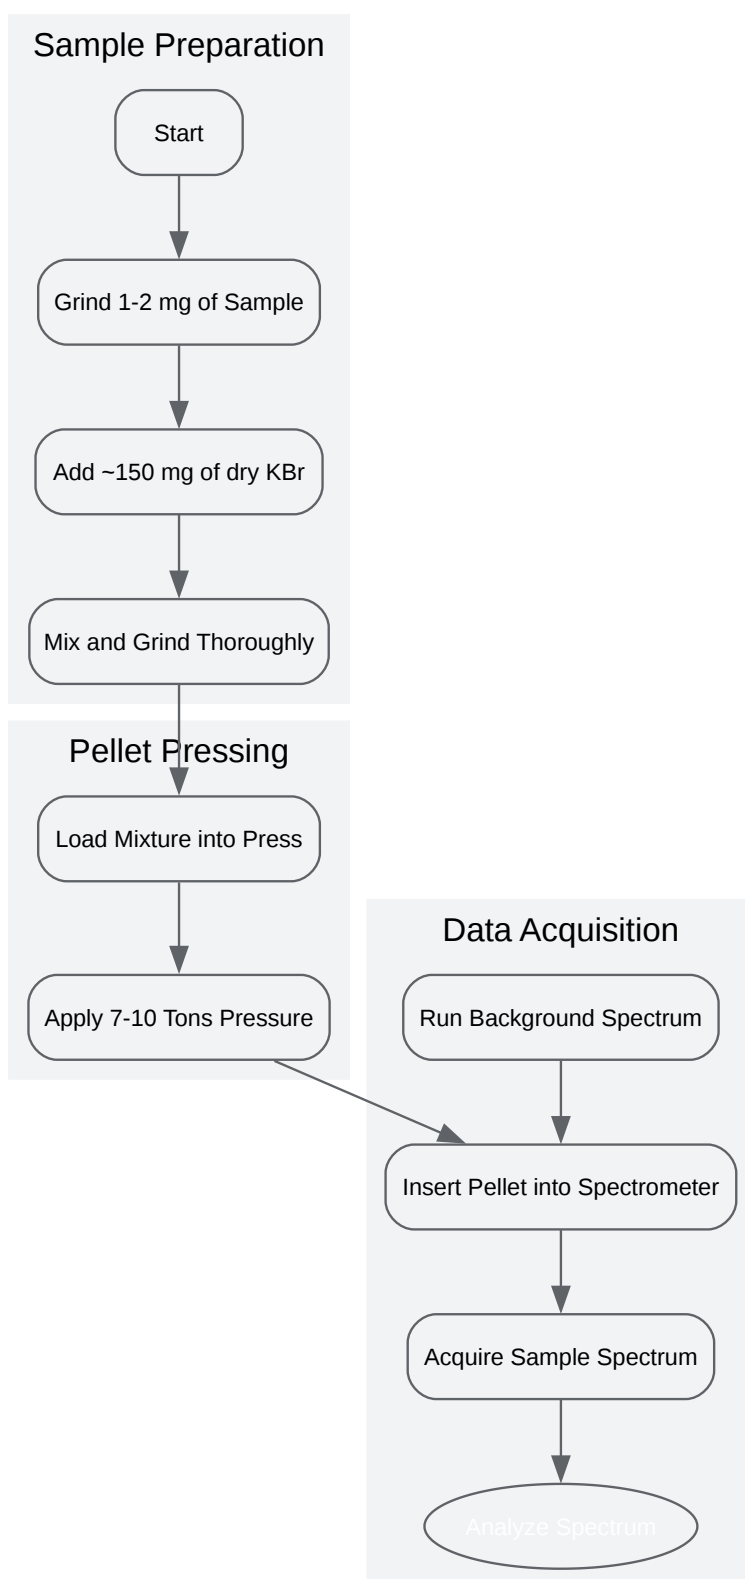 Sample Preparation
Start
Grind 1-2 mg of Sample
Add ~150 mg of dry KBr
Mix and Grind Thoroughly
Pellet Pressing
Load Mixture into Press
Apply 7-10 Tons Pressure
Data Acquisition
Run Background Spectrum
Insert Pellet into Spectrometer
Acquire Sample Spectrum
Analyze Spectrum